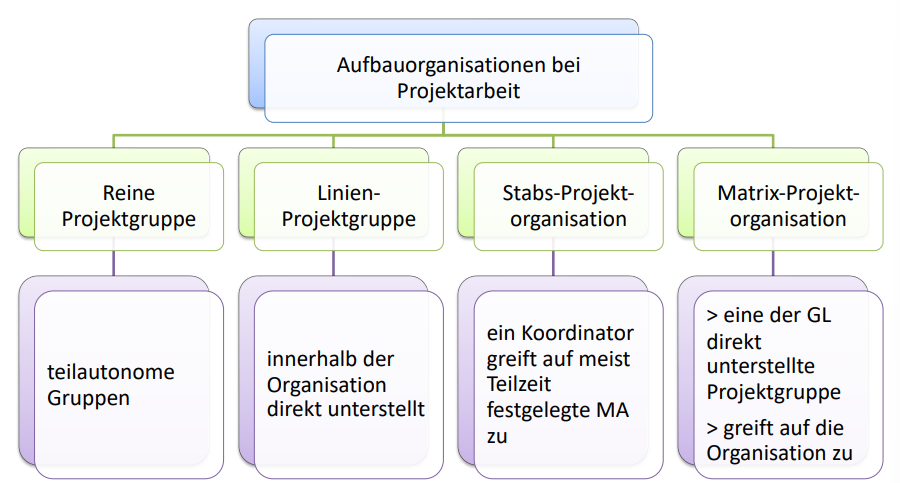 Aufbauorganisationen bei
Projektarbeit
Reine
Projektgruppe
Linien-
Projektgruppe
Stabs-Projekt-
organisation
Matrix-Projekt-
organisation
teilautonome
Gruppen
innerhalb der
Organisation
direkt unterstellt
ein Koordinator
greift auf meist
Teilzeit
festgelegte MA
zu
> eine der GL
direkt
unterstellte
Projektgruppe
> greift auf die
Organisation zu